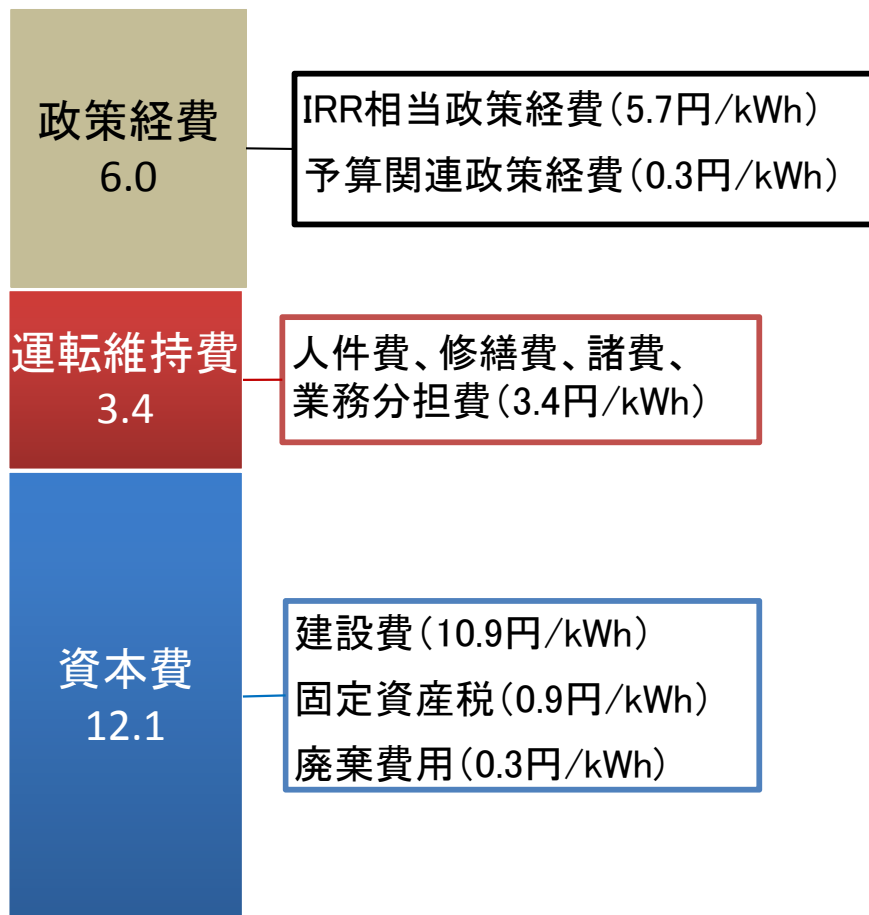 政策経費
6.0
IRR相当政策経費(5.7円/kWh)
予算関連政策経費(0.3円/kWh)
運転維持費
3.4
人件費、修繕費、諸費、
業務分担費(3.4円/kWh)
資本費
12.1
建設費(10.9円/kWh)
固定資産税(0.9円/kWh)
廃棄費用(0.3円/kWh)